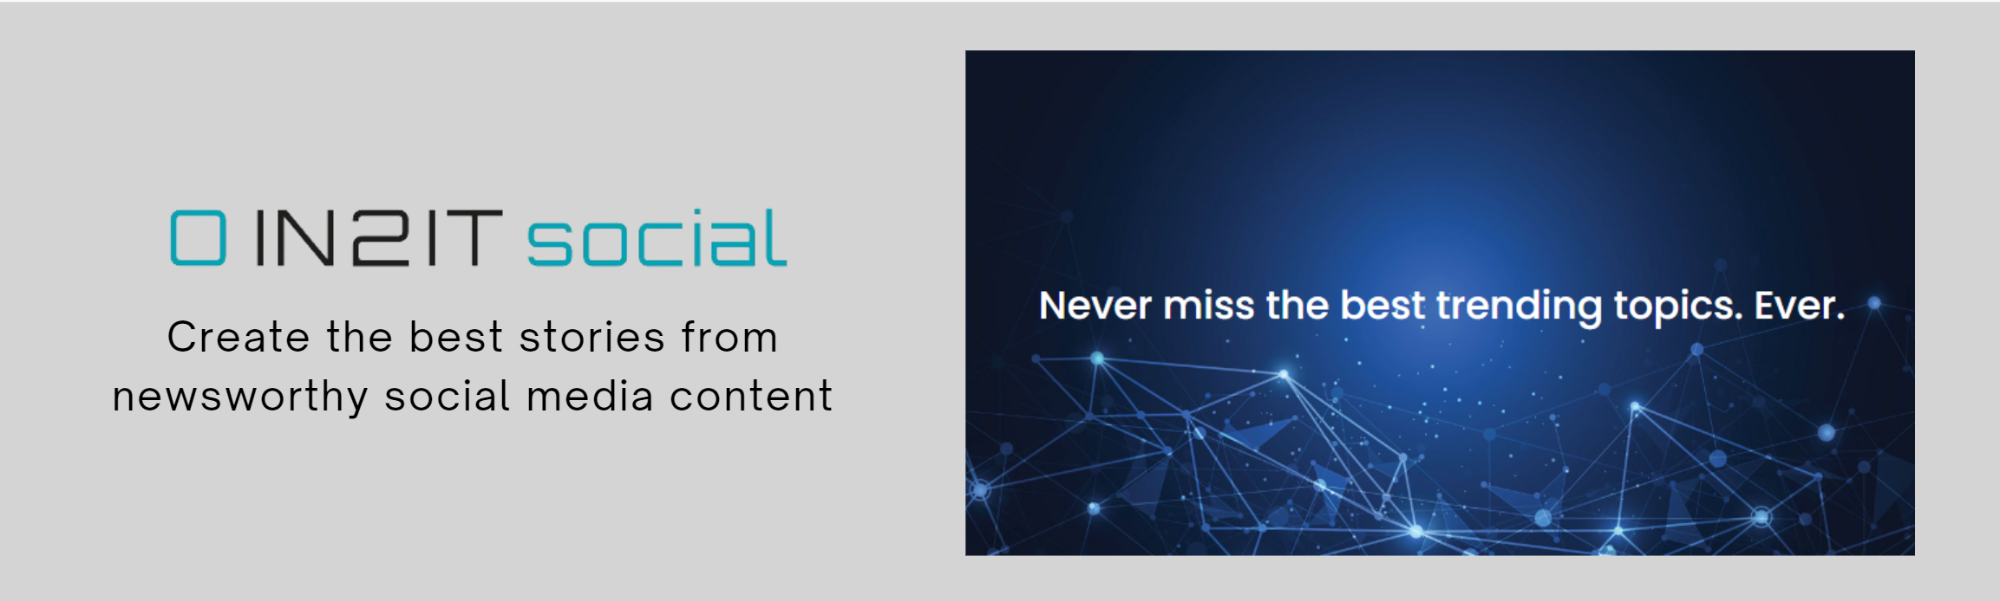 IN2IT social
Create the best stories from
newsworthy social media content
Never miss the best trending topics. Ever.